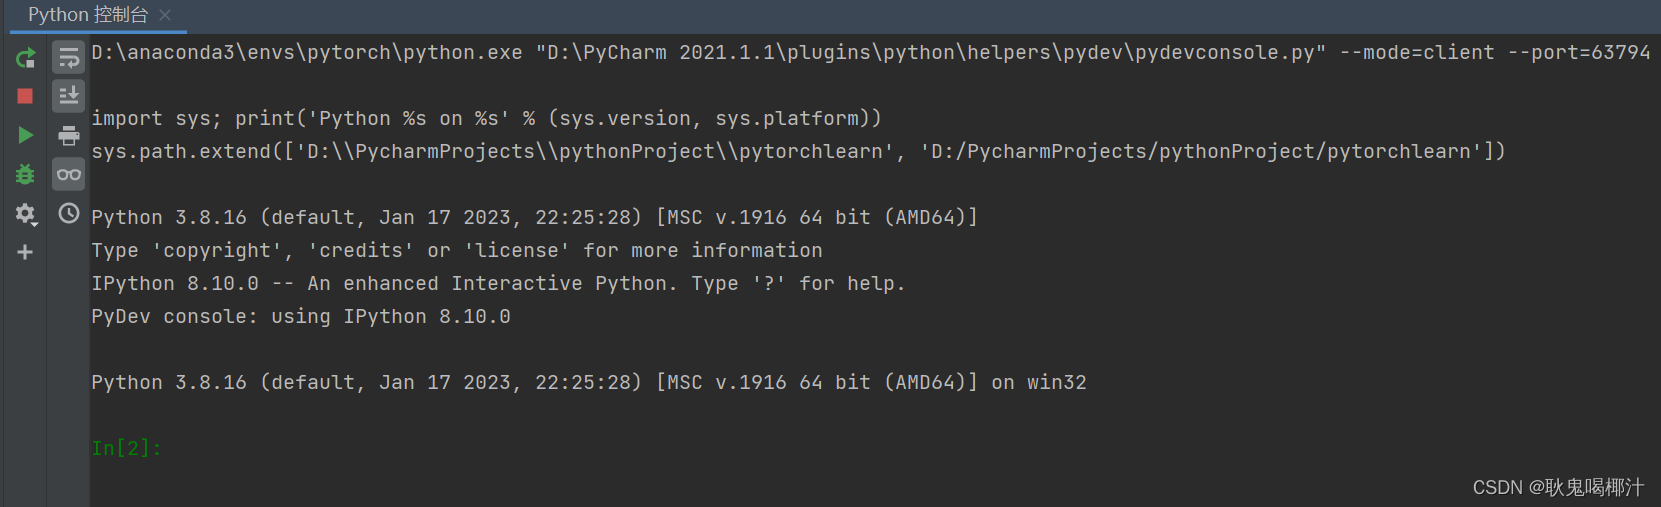 Python 控制台
D:\anaconda3\envs\pytorch\python.exe "D:\PyCharm 2021.1.1\plugins\python\helpers\pydev\pydevconsole.py" --mode=client --port=63794
import sys; print('Python %s on %s' % (sys.version, sys.platform))
sys.path.extend(['D:\\PycharmProjects\\pythonProject\\pytorchlearn', 'D:/PycharmProjects/pythonProject/pytorchlearn'])
Python 3.8.16 (default, Jan 17 2023, 22:25:28) [MSC v.1916 64 bit (AMD64)]
Type 'copyright', 'credits' or 'license' for more information
IPython 8.10.0 -- An enhanced Interactive Python. Type '?' for help.
PyDev console: using IPython 8.10.0
Python 3.8.16 (default, Jan 17 2023, 22:25:28) [MSC v.1916 64 bit (AMD64)] on win32
In[2]:
CSDN @耿鬼喝椰汁